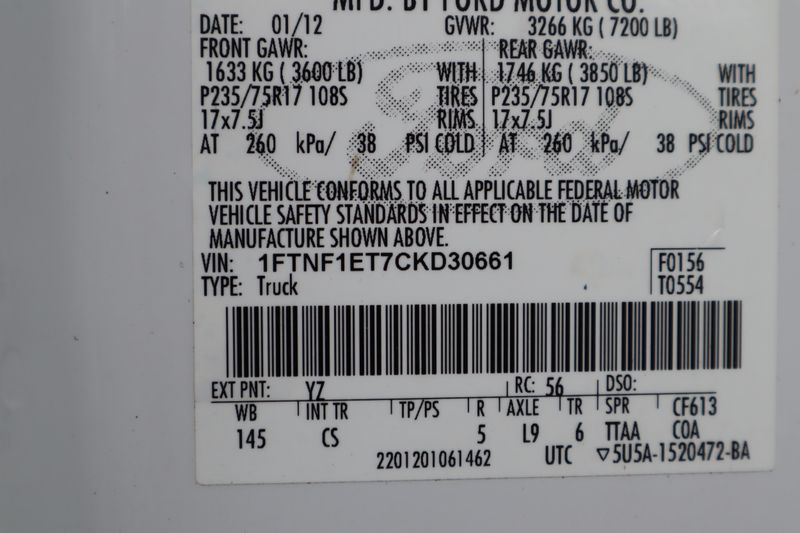 MFD. BY FORD MOTOR CO.
DATE: 01/12 GVWR: 3266 KG ( 7200 LB)
FRONT GAWR: REAR GAWR:
1633 KG ( 3600 LB) WITH 1746 KG ( 3850 LB) WITH
P235/75R17 108S TIRES P235/75R17 108S TIRES
17x7.5J RIMS 17x7.5J RIMS
AT 260 kPa/ 38 PSI COLD AT 260 kPa/ 38 PSI COLD
Ford
THIS VEHICLE CONFORMS TO ALL APPLICABLE FEDERAL MOTOR
VEHICLE SAFETY STANDARDS IN EFFECT ON THE DATE OF
MANUFACTURE SHOWN ABOVE.
VIN: 1FTNF1ET7CKD30661 F0156
TYPE: Truck T0554
EXT PNT: YZ RC: 56 DSO:
WB INT TR TP/PS R AXLE TR SPR CF613
145 CS 5 L9 6 TTAA COA
2201201061462 UTC ▽5U5A-1520472-BA